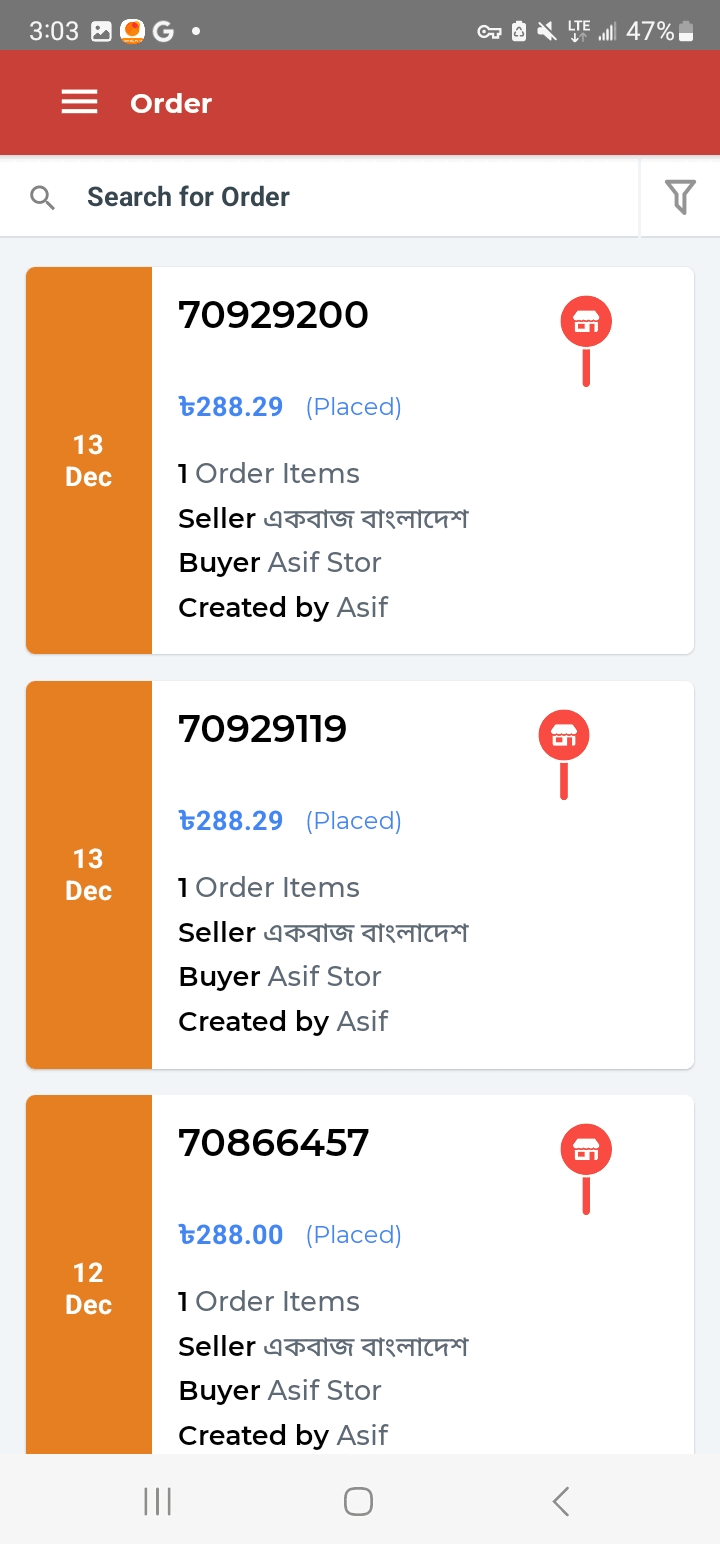 3:03
LTE 47%
Order
Search for Order
13
Dec
70929200
৳288.29 (Placed)
1 Order Items
Seller একবাজ বাংলাদেশ
Buyer Asif Stor
Created by Asif
13
Dec
70929119
৳288.29 (Placed)
1 Order Items
Seller একবাজ বাংলাদেশ
Buyer Asif Stor
Created by Asif
12
Dec
70866457
৳288.00 (Placed)
1 Order Items
Seller একবাজ বাংলাদেশ
Buyer Asif Stor
Created by Asif